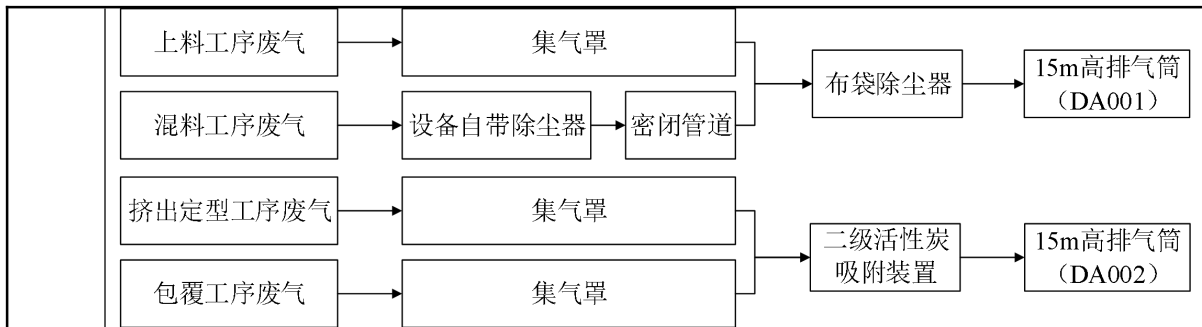 上料工序废气
集气罩
混料工序废气
设备自带除尘器
密闭管道
布袋除尘器
15m高排气筒
（DA001）
挤出定型工序废气
集气罩
包覆工序废气
集气罩
二级活性炭
吸附装置
15m高排气筒
（DA002）